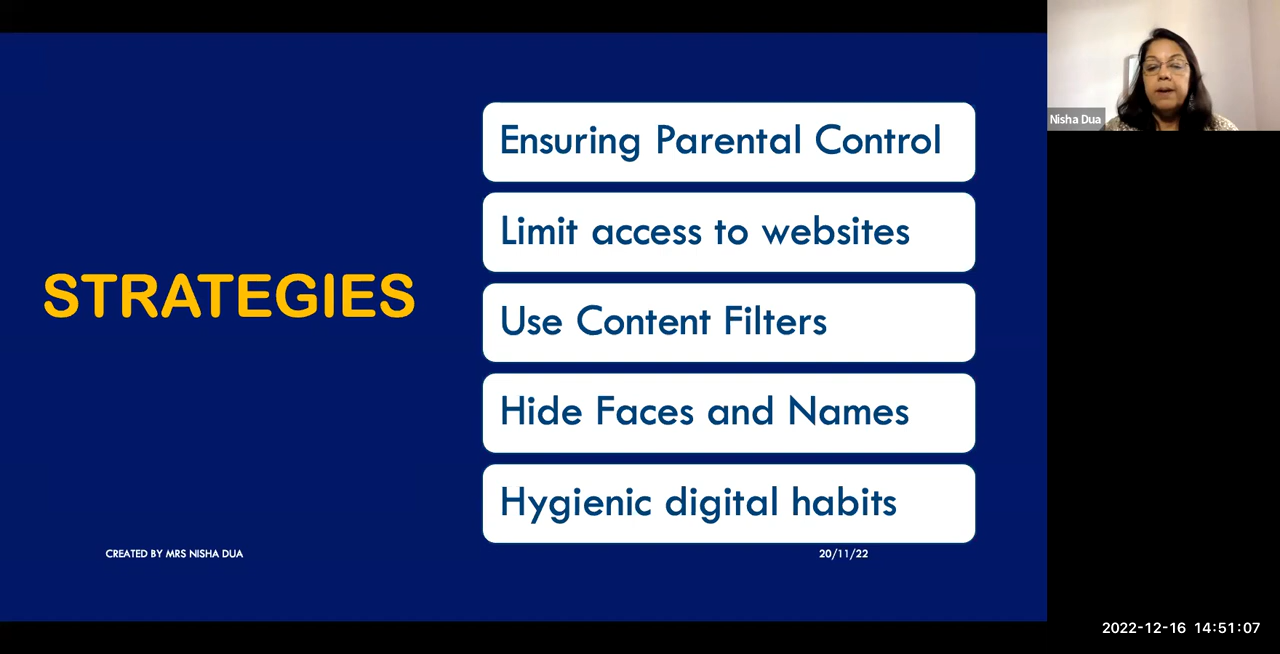 STRATEGIES
Ensuring Parental Control
Limit access to websites
Use Content Filters
Hide Faces and Names
Hygienic digital habits
CREATED BY MRS NISHA DUA
20/11/22
Nisha Dua
2022-12-16 14:51:07